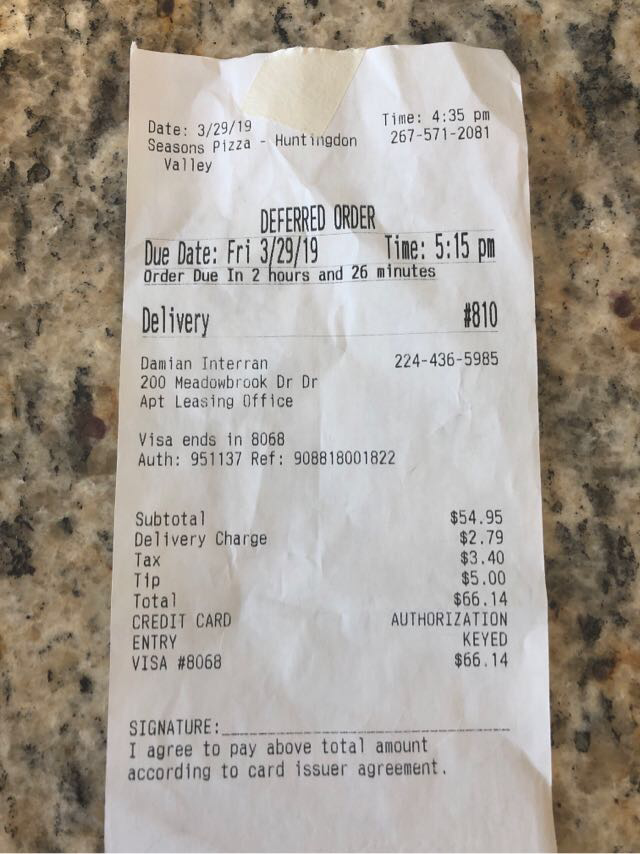 Date: 3/29/19 Time: 4:35 pm
Seasons Pizza - Huntingdon 267-571-2081
Valley
DEFERRED ORDER
Due Date: Fri 3/29/19 Time: 5:15 pm
Order Due In 2 hours and 26 minutes
Delivery #810
Damian Interran 224-436-5985
200 Meadowbrook Dr Dr
Apt Leasing Office
Visa ends in 8068
Auth: 951137 Ref: 908818001822
Subtotal $54.95
Delivery Charge $2.79
Tax $3.40
Tip $5.00
Total $66.14
CREDIT CARD AUTHORIZATION
ENTRY KEYED
VISA #8068 $66.14
SIGNATURE:
I agree to pay above total amount
according to card issuer agreement.